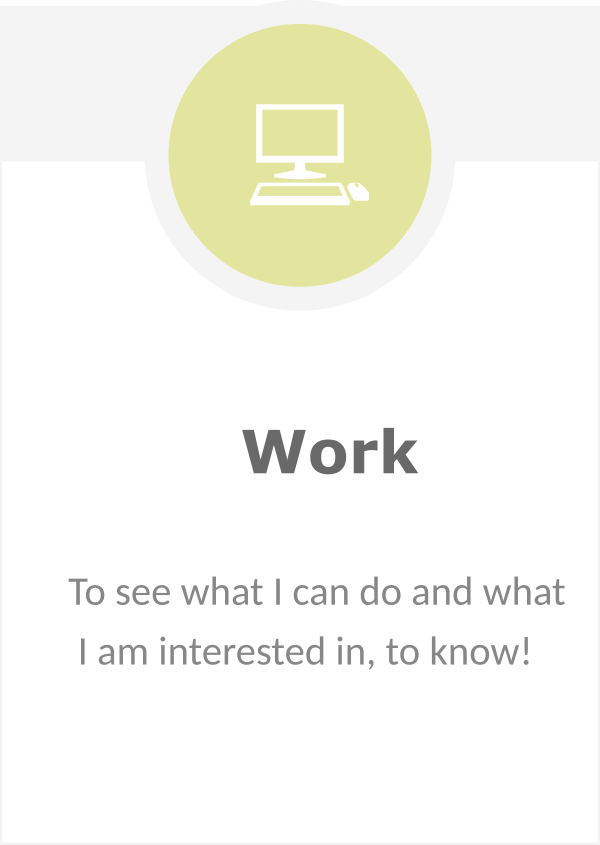 Work
To see what I can do and what
I am interested in, to know!